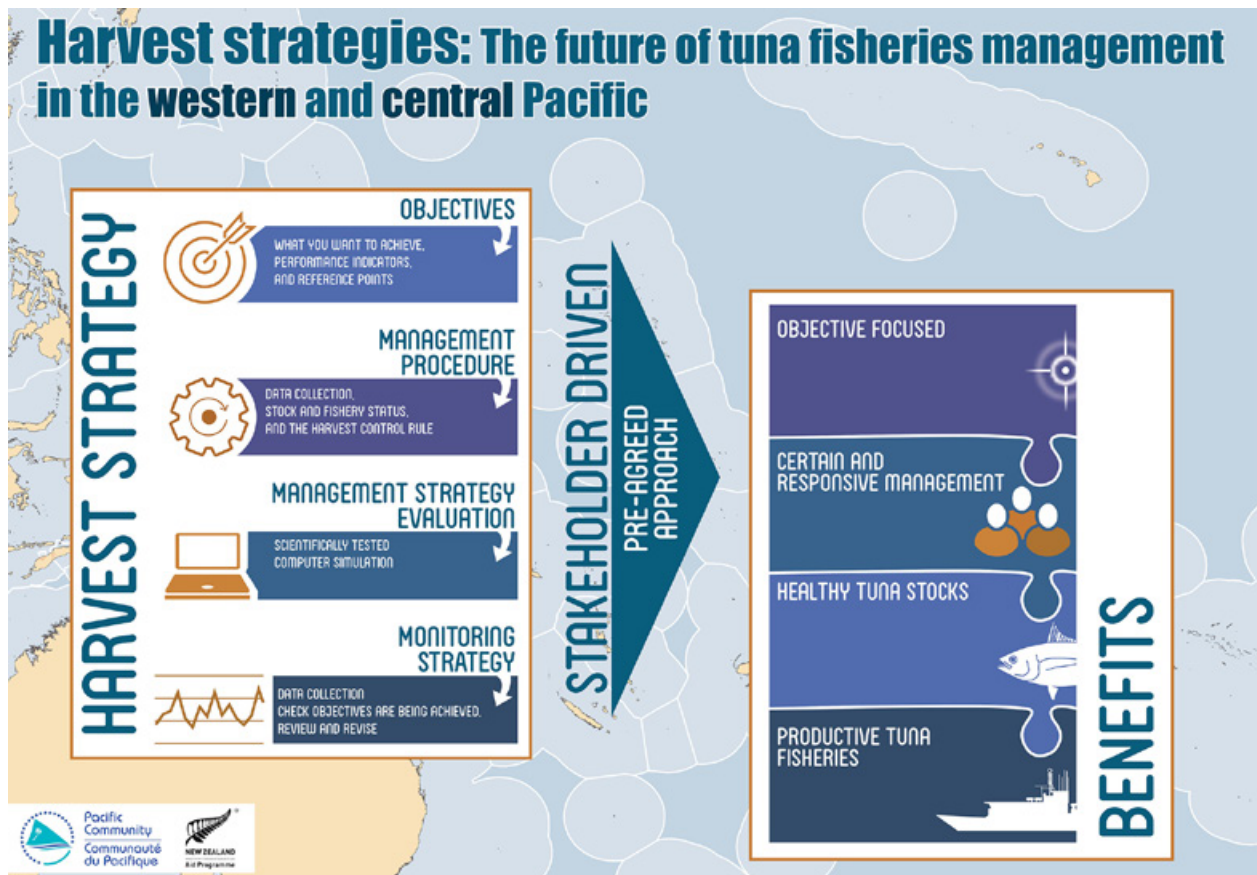 Harvest strategies: The future of tuna fisheries management
in the western and central Pacific
HARVEST STRATEGY
OBJECTIVES
WHAT YOU WANT TO ACHIEVE,
PERFORMANCE INDICATORS,
AND REFERENCE POINTS
MANAGEMENT
PROCEDURE
DATA COLLECTION,
STOCK AND FISHERY STATUS,
AND THE HARVEST CONTROL RULE
MANAGEMENT STRATEGY
EVALUATION
SCIENTIFICALLY TESTED
COMPUTER SIMULATION
MONITORING
STRATEGY
DATA COLLECTION
CHECK OBJECTIVES ARE BEING ACHIEVED,
REVIEW AND REVISE
STAKEHOLDER DRIVEN
PRE-AGREED
APPROACH
OBJECTIVE FOCUSED
CERTAIN AND
RESPONSIVE MANAGEMENT
HEALTHY TUNA STOCKS
PRODUCTIVE TUNA
FISHERIES
BENEFITS
Pacific
Community
Communauté
du Pacifique
NEW ZEALAND
Aid Programme